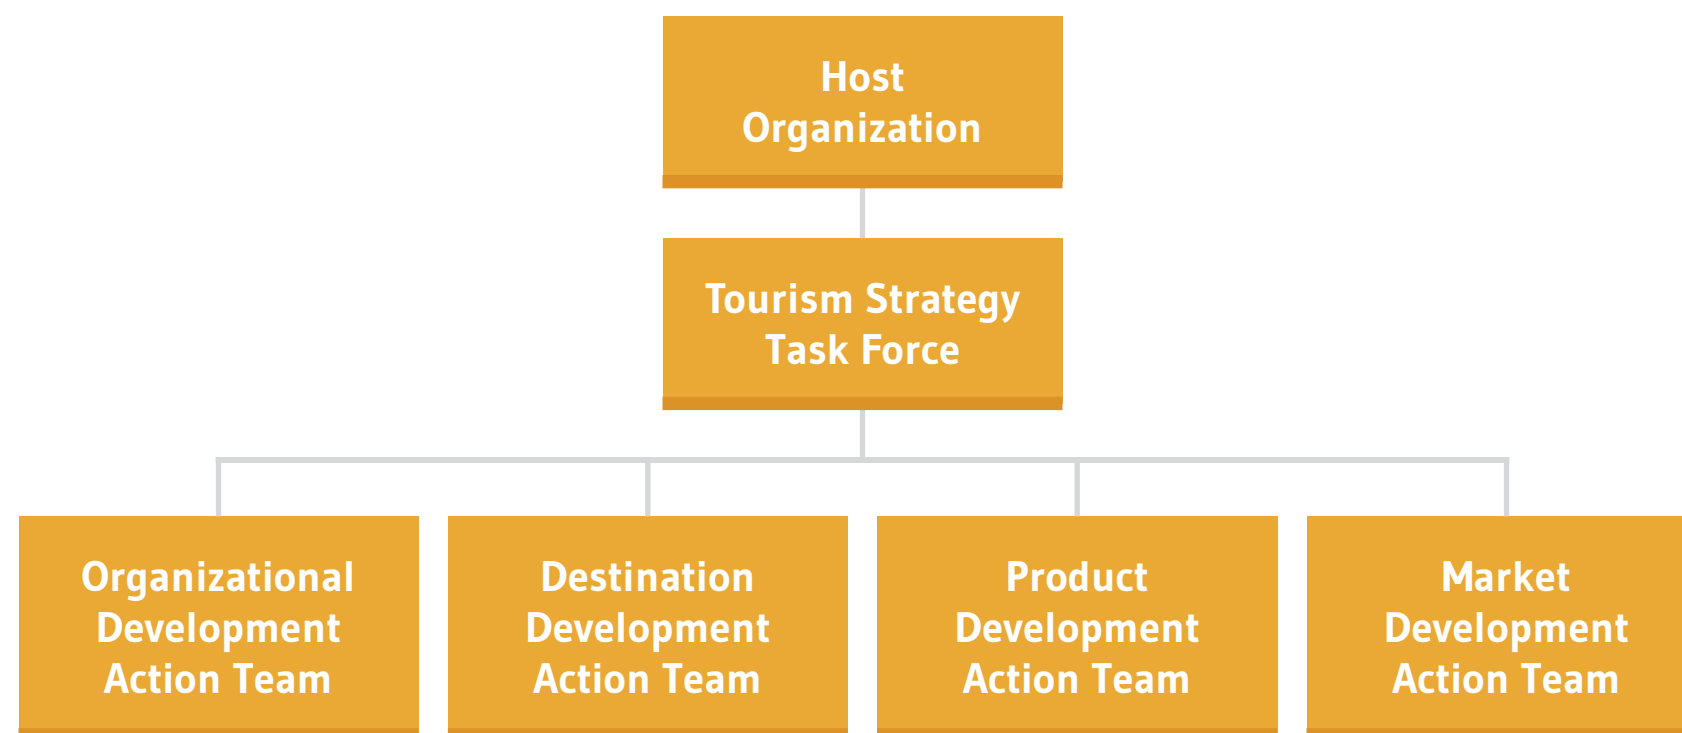 Host
Organization
Tourism Strategy
Task Force
Organizational
Development
Action Team
Destination
Development
Action Team
Product
Development
Action Team
Market
Development
Action Team